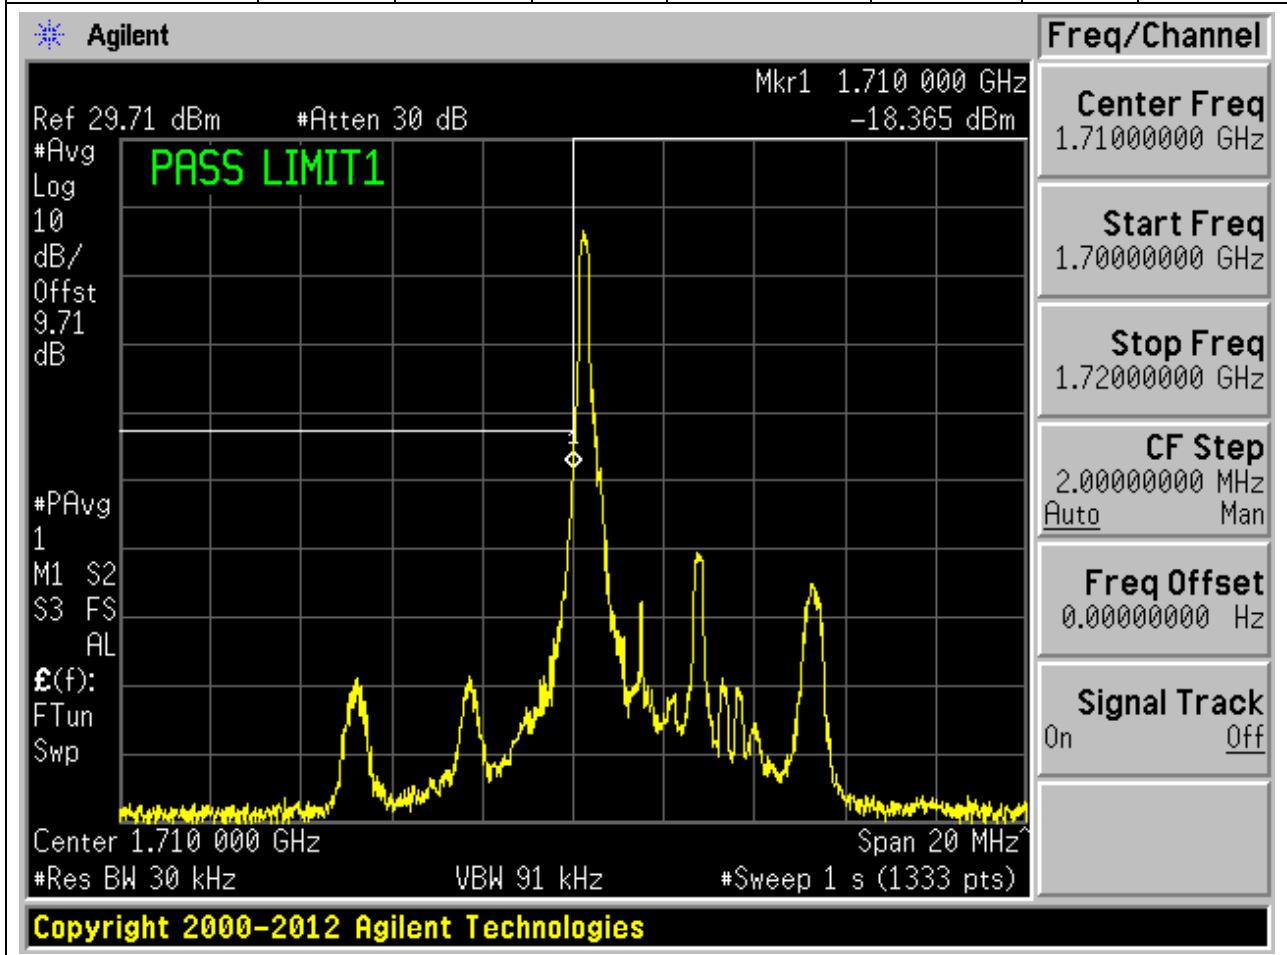 Agilent
Freq/Channel
Mkr1 1.710 000 GHz
Ref 29.71 dBm #Atten 30 dB -18.365 dBm
#Avg
Log
10
dB/
Offst
9.71
dB
PASS LIMIT1
1
#PAvg
1
M1 S2
S3 FS
AL
£(f):
FTun
Swp
Center 1.710 000 GHz Span 20 MHz^
#Res BW 30 kHz VBW 91 kHz #Sweep 1 s (1333 pts)
Center Freq
1.71000000 GHz
Start Freq
1.70000000 GHz
Stop Freq
1.72000000 GHz
CF Step
2.00000000 MHz
Auto Man
Freq Offset
0.00000000 Hz
Signal Track
On Off
Copyright 2000-2012 Agilent Technologies